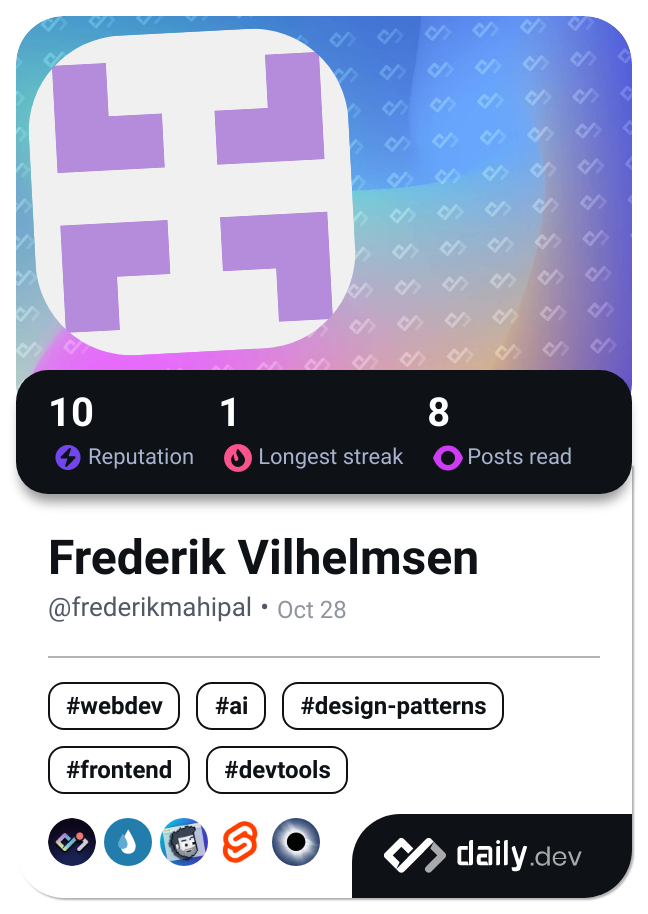 10 1 8
Reputation Longest streak Posts read
Frederik Vilhelmsen
@frederikmahipal • Oct 28
#webdev #ai #design-patterns
#frontend #devtools
daily.dev